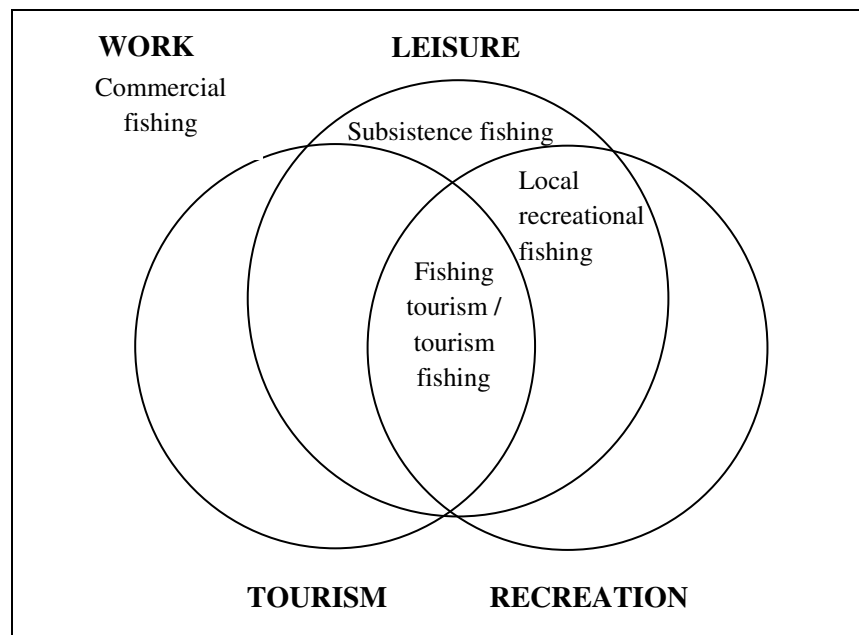 WORK
Commercial
fishing
LEISURE
Subsistence fishing
Local
recreational
fishing
Fishing
tourism /
tourism
fishing
TOURISM
RECREATION